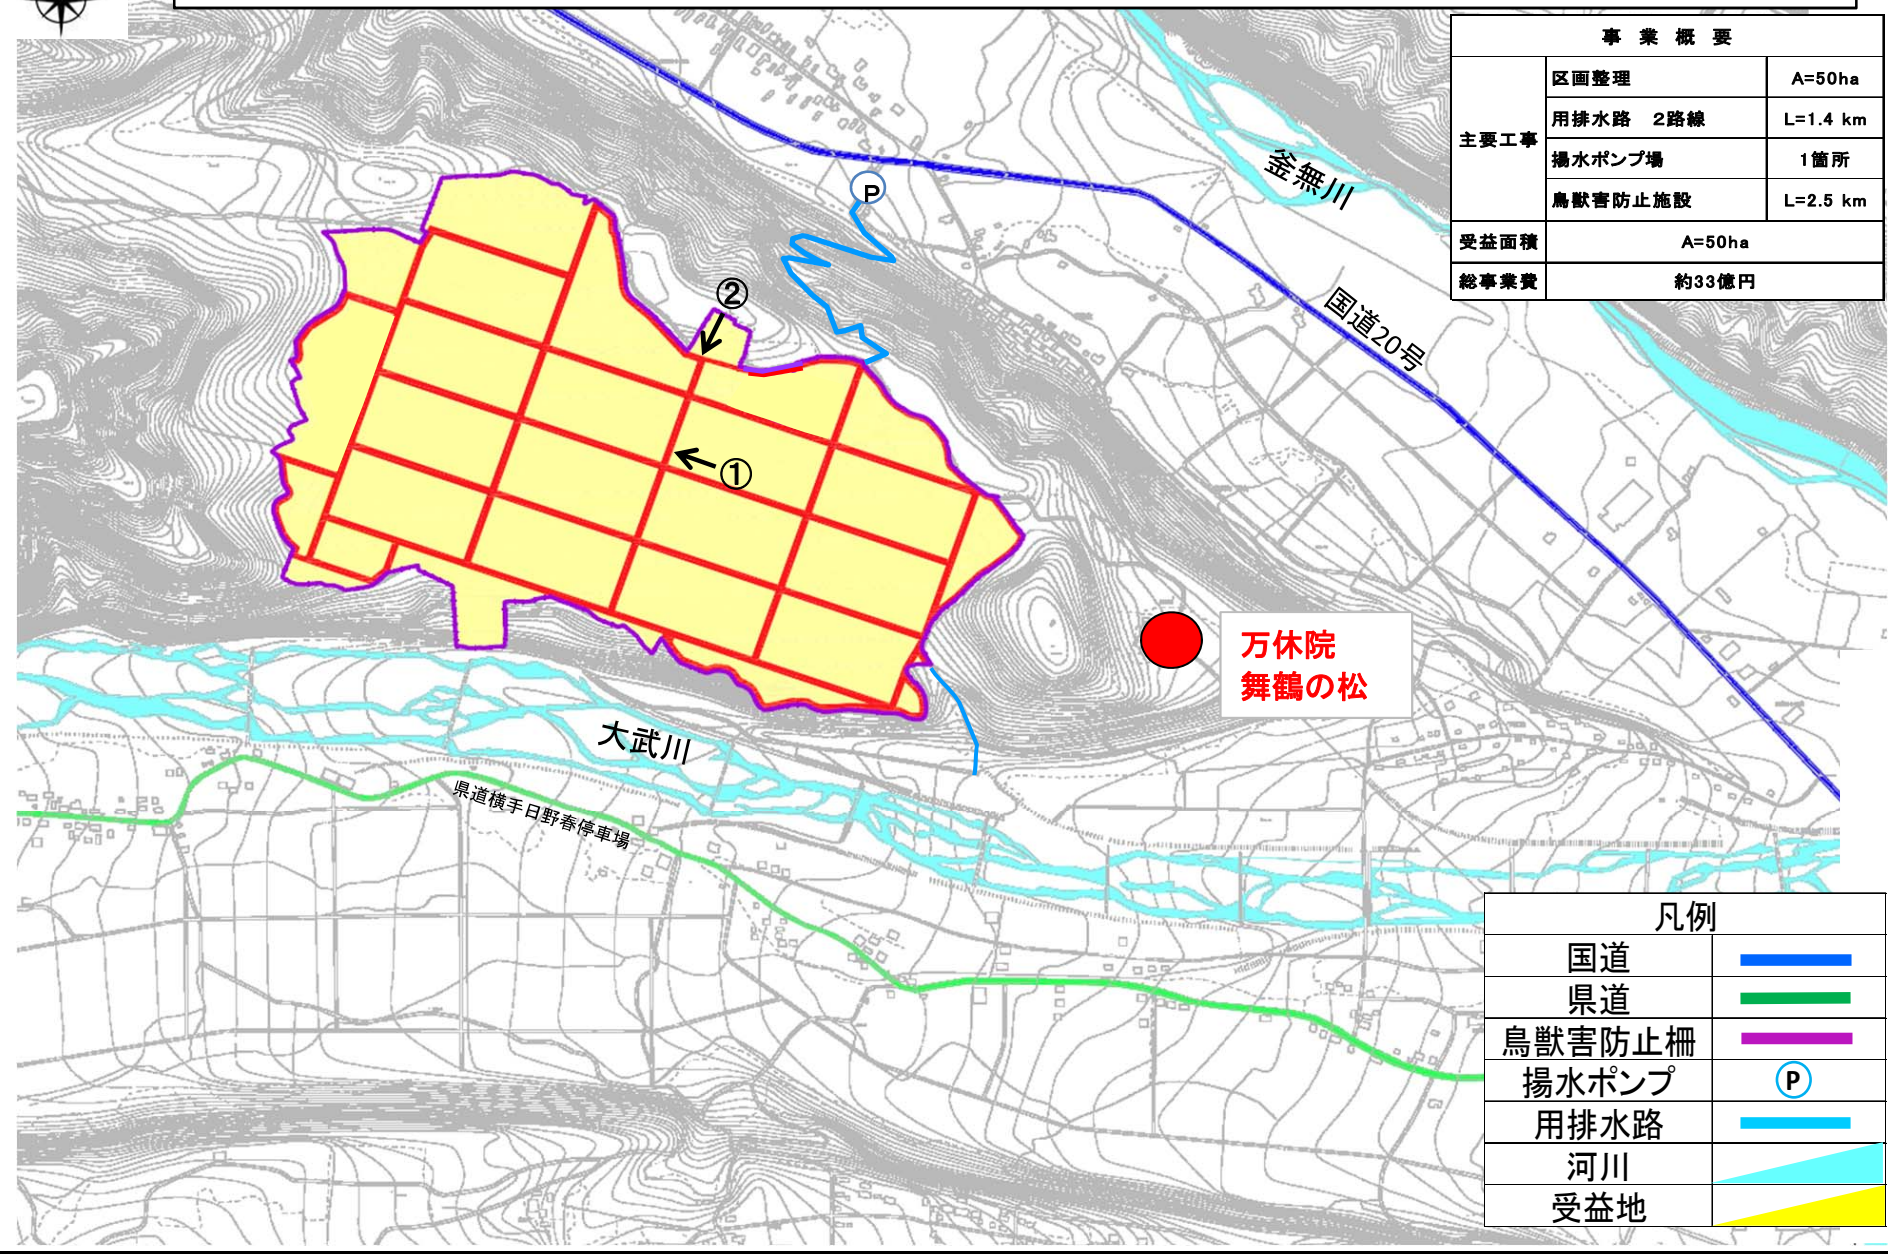 事業概要
主要工事
区画整理 A=50ha
用排水路 2路線 L=1.4 km
揚水ポンプ場 1箇所
鳥獣害防止施設 L=2.5 km
受益面積 A=50ha
総事業費 約33億円
釜無川
P
国道20号
②
①
万休院
舞鶴の松
大武川
県道横手日野春停車場
凡例
国道
県道
鳥獣害防止柵
揚水ポンプ P
用排水路
河川
受益地